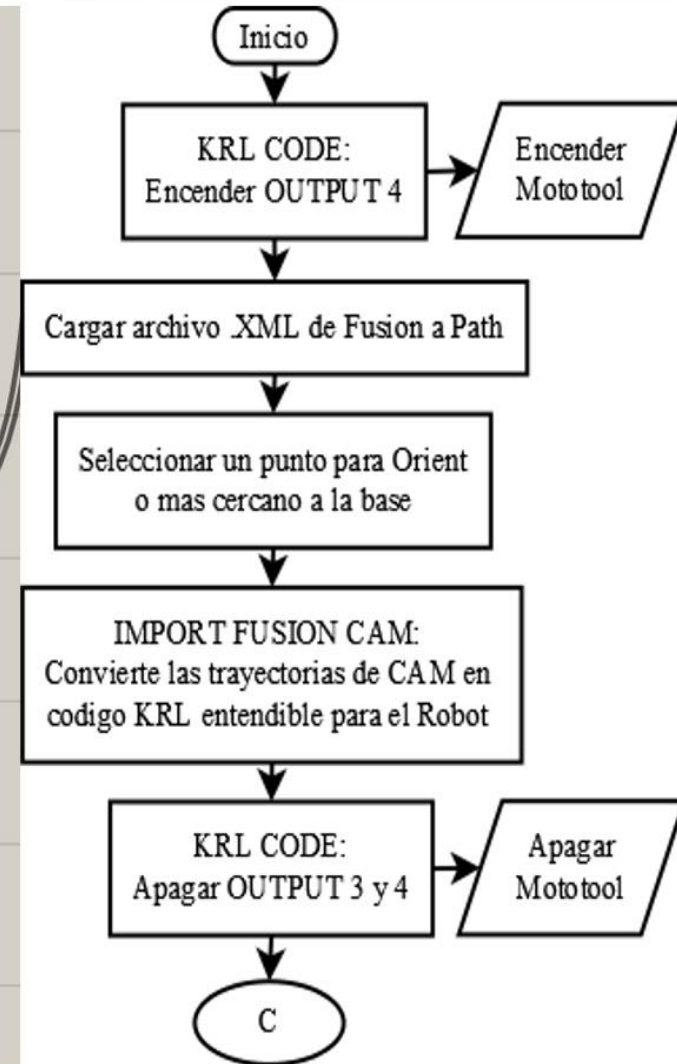 Inicio
KRL CODE:
Encender OUTPUT 4
Encender
Mototool
Cargar archivo .XML de Fusion a Path
Seleccionar un punto para Orient
o mas cercano a la base
IMPORT FUSION CAM:
Convierte las trayectorias de CAM en
codigo KRL entendible para el Robot
KRL CODE:
Apagar OUTPUT 3 y 4
Apagar
Mototool
C